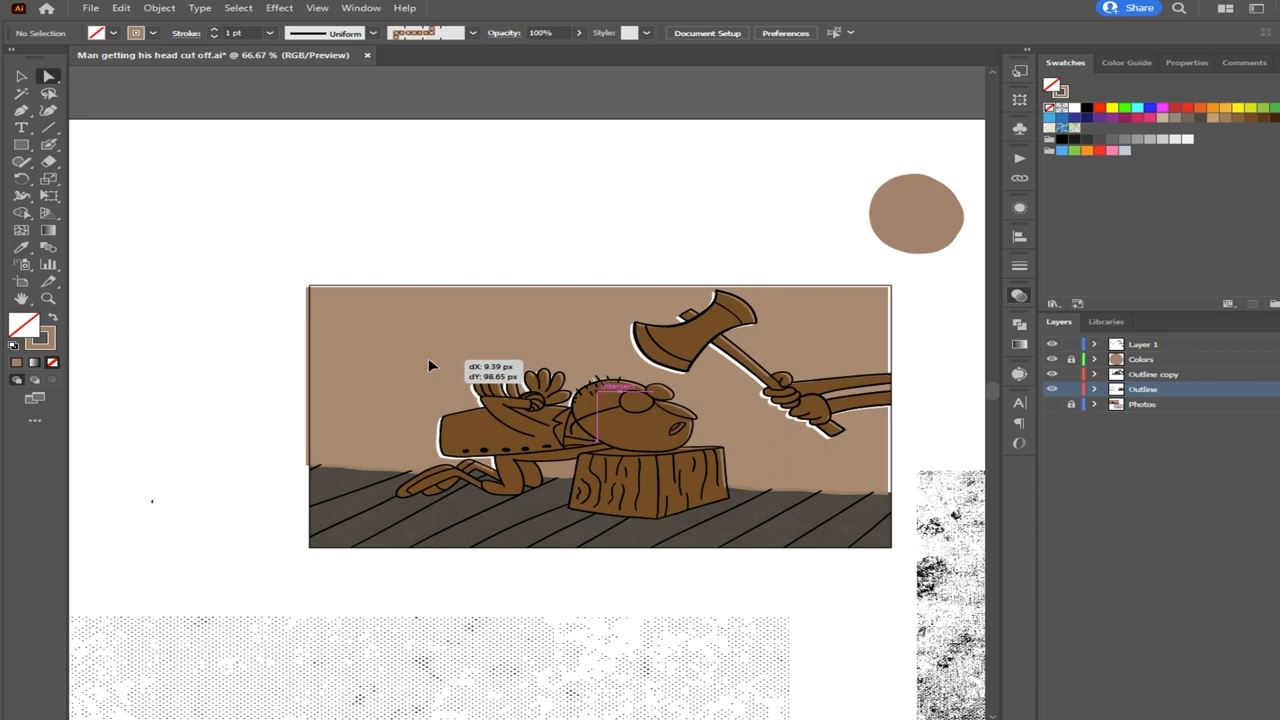 Ai File Edit Object Type Select Effect View Window Help Share
No Selection Stroke: 1 pt Uniform Opacity: 100% Style: Document Setup Preferences
Man getting his head cut off.ai* @ 66.67 % (RGB/Preview)
Swatches Color Guide Properties Comments
dX: 9.39 px
dY: 98.65 px
intersect
Layers Libraries
Layer 1
Colors
Outline copy
Outline
Photos